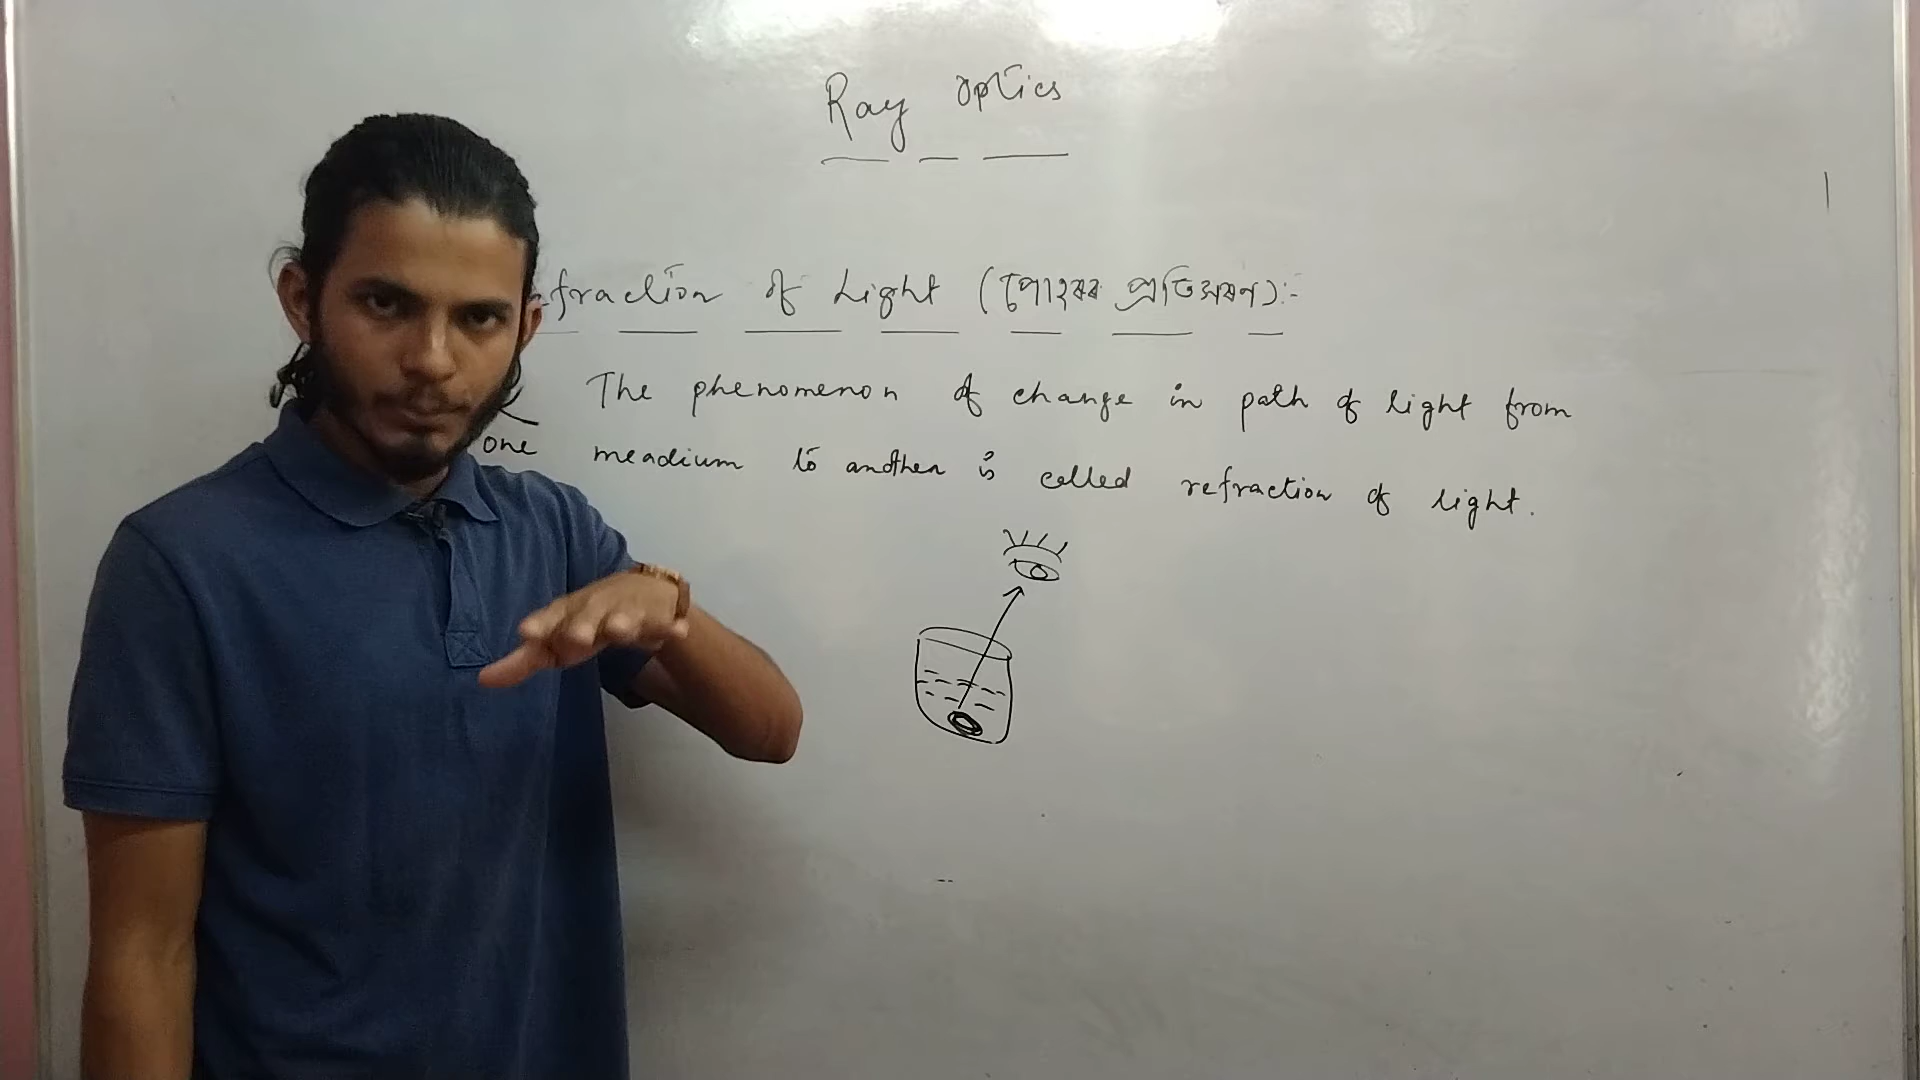 Ray optics
efraction of Light (পোহৰৰ প্ৰতিসৰণ):-
The phenomenon of change in path of light from
one meadium to another is called refraction of light.